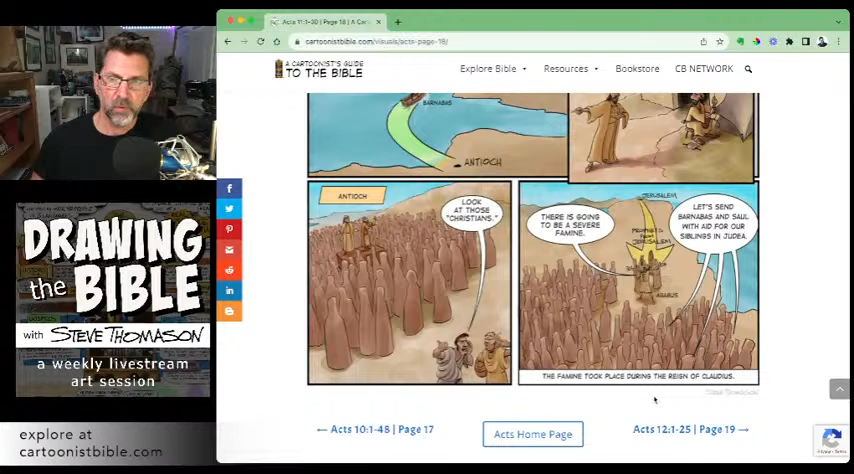 Acts 11:1-30 | Page 18 | A Car
cartoonistbible.com/visuals/acts-page-18/
A CARTOONIST'S GUIDE
TO THE BIBLE
Explore Bible
Resources
Bookstore
CB NETWORK
BARNABAS
ANTIOCH
ANTIOCH
LOOK
AT THOSE
"CHRISTIANS."
JERUSALEM
THERE IS GOING
TO BE A SEVERE
FAMINE.
PROPHETS
FROM
JERUSALEM
LET'S SEND
BARNABAS AND SAUL
WITH AID FOR OUR
SIBLINGS IN JUDEA.
AGABUS
THE FAMINE TOOK PLACE DURING THE REIGN OF CLAUDIUS.
← Acts 10:1-48 | Page 17
Acts Home Page
Acts 12:1-25 | Page 19 →
DRAWING
the BIBLE
with STEVE THOMASON
a weekly livestream
art session
explore at
cartoonistbible.com